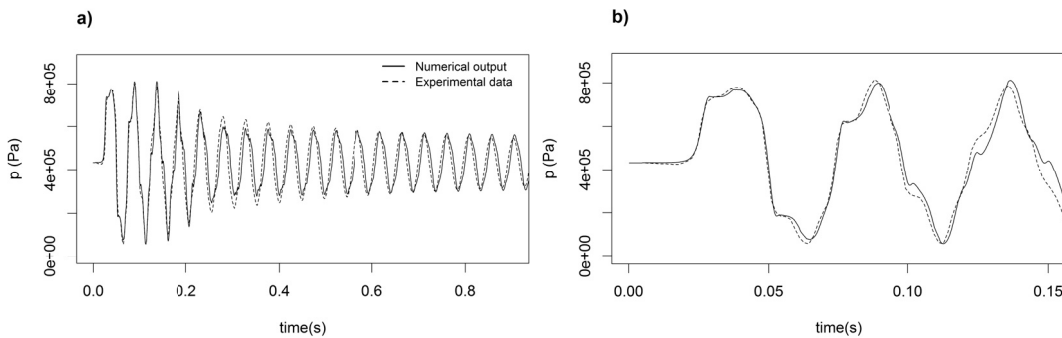 a)
p (Pa)
0e+00
4e+05
8e+05
Numerical output
Experimental data
0.0
0.2
0.4
0.6
0.8
time(s)
b)
p (Pa)
0e+00
4e+05
8e+05
0.00
0.05
0.10
0.15
time(s)